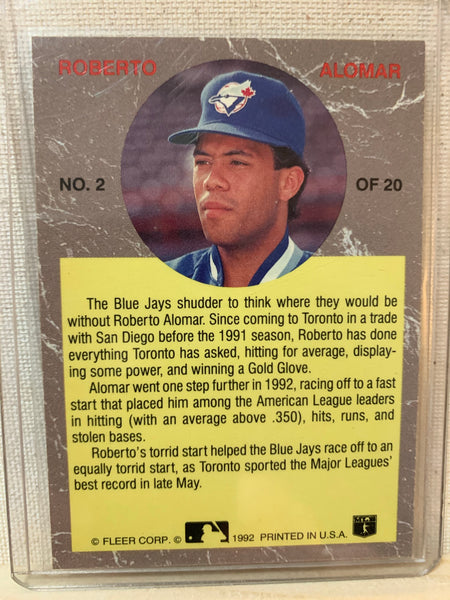 ROBERTO ALOMAR
NO. 2 OF 20
The Blue Jays shudder to think where they would be
without Roberto Alomar. Since coming to Toronto in a trade
with San Diego before the 1991 season, Roberto has done
everything Toronto has asked, hitting for average, display-
ing some power, and winning a Gold Glove.
Alomar went one step further in 1992, racing off to a fast
start that placed him among the American League leaders
in hitting (with an average above .350), hits, runs, and
stolen bases.
Roberto's torrid start helped the Blue Jays race off to an
equally torrid start, as Toronto sported the Major Leagues'
best record in late May.
© FLEER CORP. © 1992 PRINTED IN U.S.A.